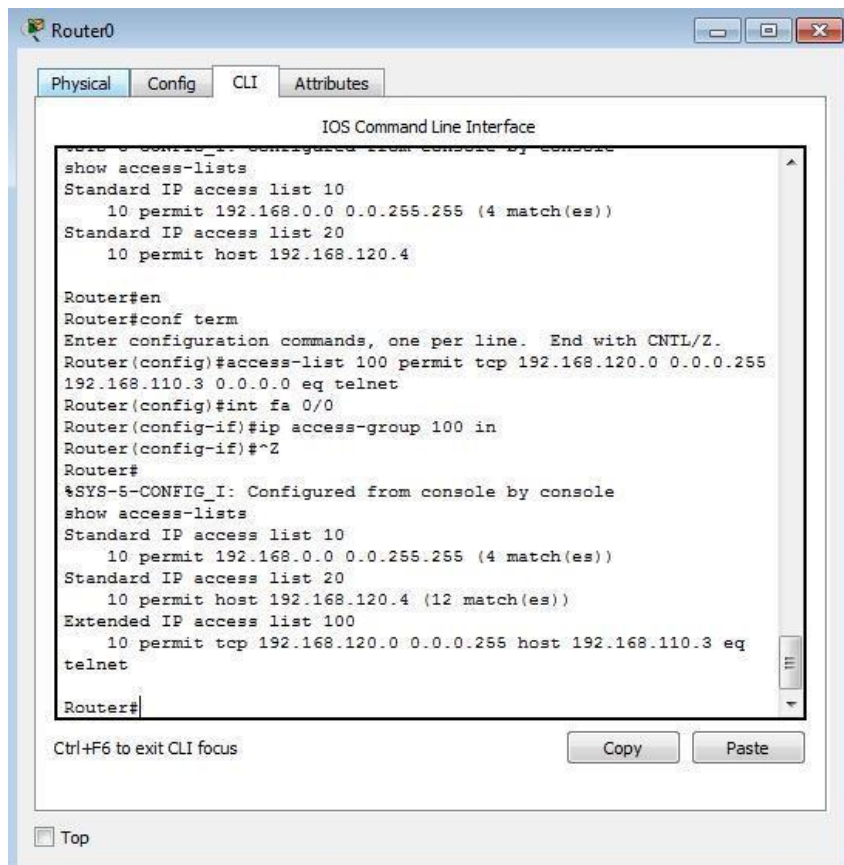 Router0
Physical Config CLI Attributes
IOS Command Line Interface
%SYS-5-CONFIG_I: Configured from console by console
show access-lists
Standard IP access list 10
10 permit 192.168.0.0 0.0.255.255 (4 match(es))
Standard IP access list 20
10 permit host 192.168.120.4
Router#en
Router#conf term
Enter configuration commands, one per line. End with CNTL/Z.
Router(config)#access-list 100 permit tcp 192.168.120.0 0.0.0.255
192.168.110.3 0.0.0.0 eq telnet
Router(config)#int fa 0/0
Router(config-if)#ip access-group 100 in
Router(config-if)#^Z
Router#
%SYS-5-CONFIG_I: Configured from console by console
show access-lists
Standard IP access list 10
10 permit 192.168.0.0 0.0.255.255 (4 match(es))
Standard IP access list 20
10 permit host 192.168.120.4 (12 match(es))
Extended IP access list 100
10 permit tcp 192.168.120.0 0.0.0.255 host 192.168.110.3 eq
telnet
Router#
Ctrl+F6 to exit CLI focus
Copy Paste
Top